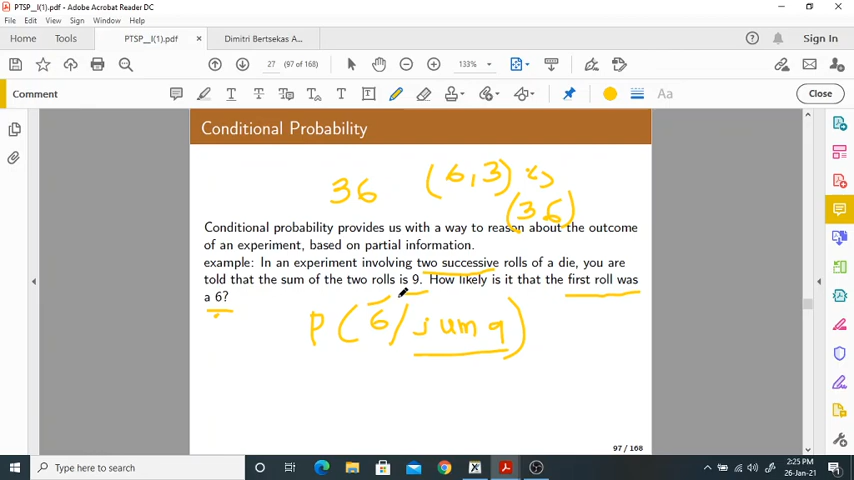 PTSP__I(1).pdf - Adobe Acrobat Reader DC
File Edit View Sign Window Help
Home Tools PTSP__I(1).pdf × Dimitri Bertsekas A... Sign In
27 (97 of 168) 133%
Comment Aa Close
Conditional Probability
36 (6,3)
(3 6)
Conditional probability provides us with a way to reason about the outcome
of an experiment, based on partial information.
example: In an experiment involving two successive rolls of a die, you are
told that the sum of the two rolls is 9. How likely is it that the first roll was
a 6?
P ( 6 / sum 9 )
97 / 168
Type here to search
2:25 PM
26-Jan-21